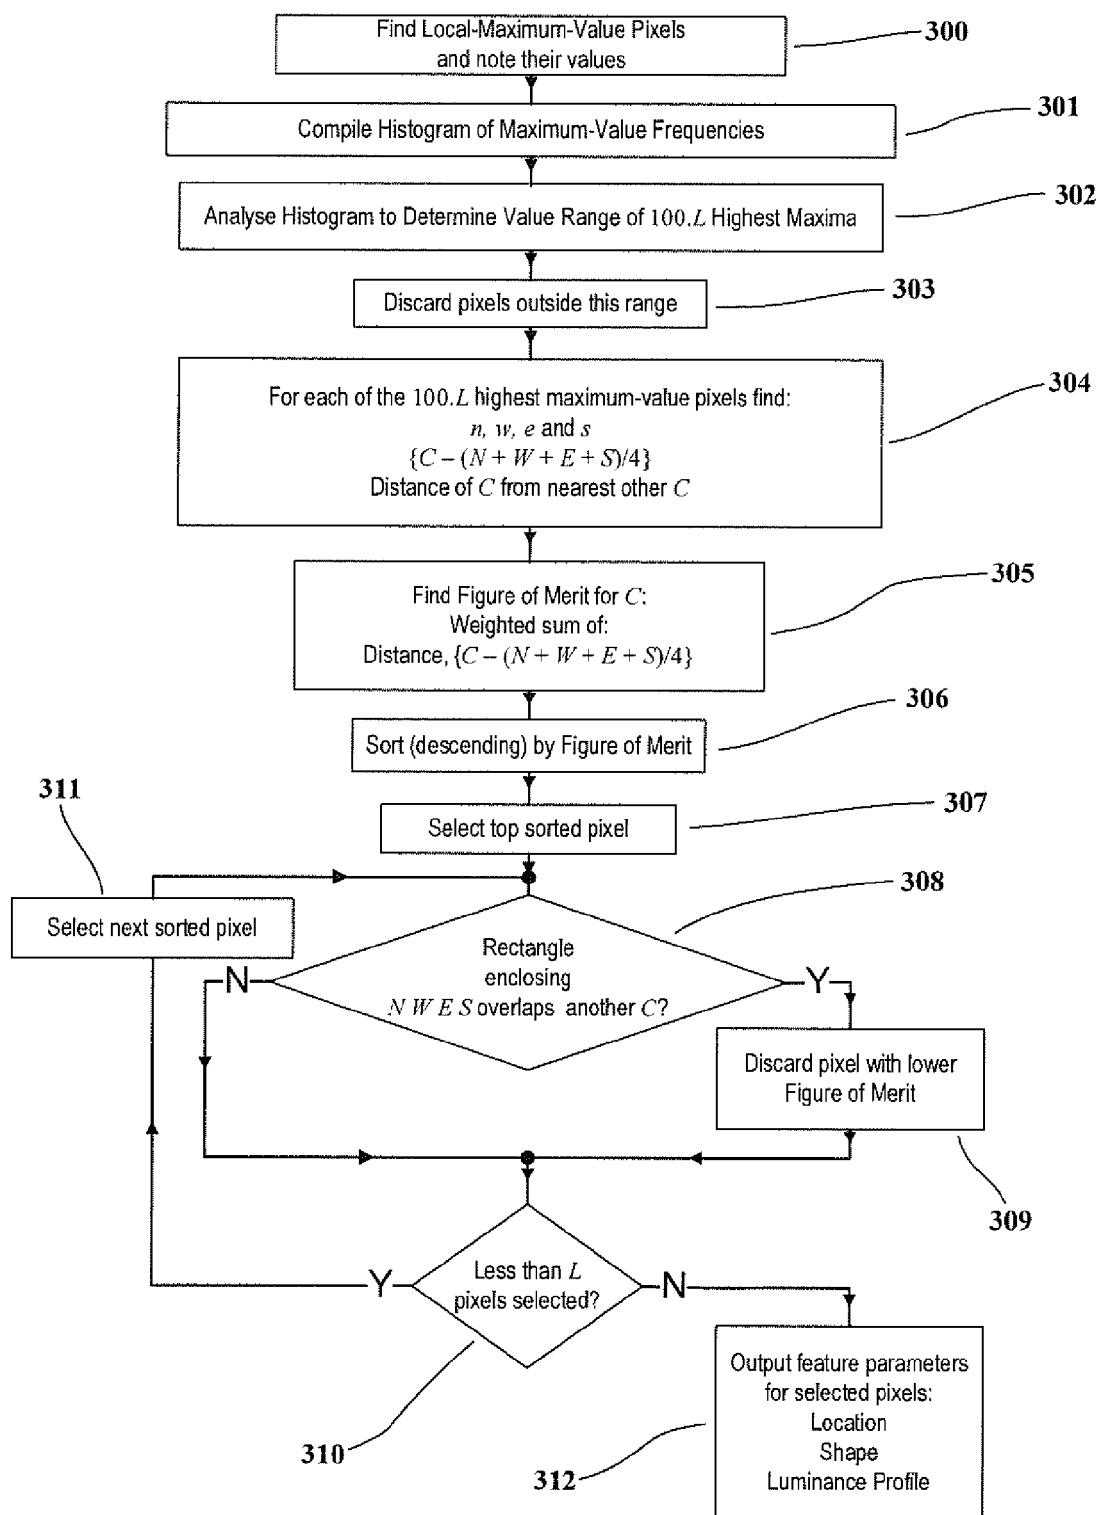 Find Local-Maximum-Value Pixels
and note their values
300
Compile Histogram of Maximum-Value Frequencies
301
Analyse Histogram to Determine Value Range of 100.L Highest Maxima
302
Discard pixels outside this range
303
For each of the 100.L highest maximum-value pixels find:
n, w, e and s
{C – (N + W + E + S)/4}
Distance of C from nearest other C
304
Find Figure of Merit for C:
Weighted sum of:
Distance, {C – (N + W + E + S)/4}
305
Sort (descending) by Figure of Merit
306
Select top sorted pixel
307
311
Select next sorted pixel
Rectangle
enclosing
N W E S overlaps another C?
308
N
Y
Discard pixel with lower
Figure of Merit
309
Less than L
pixels selected?
Y
N
310
Output feature parameters
for selected pixels:
Location
Shape
Luminance Profile
312